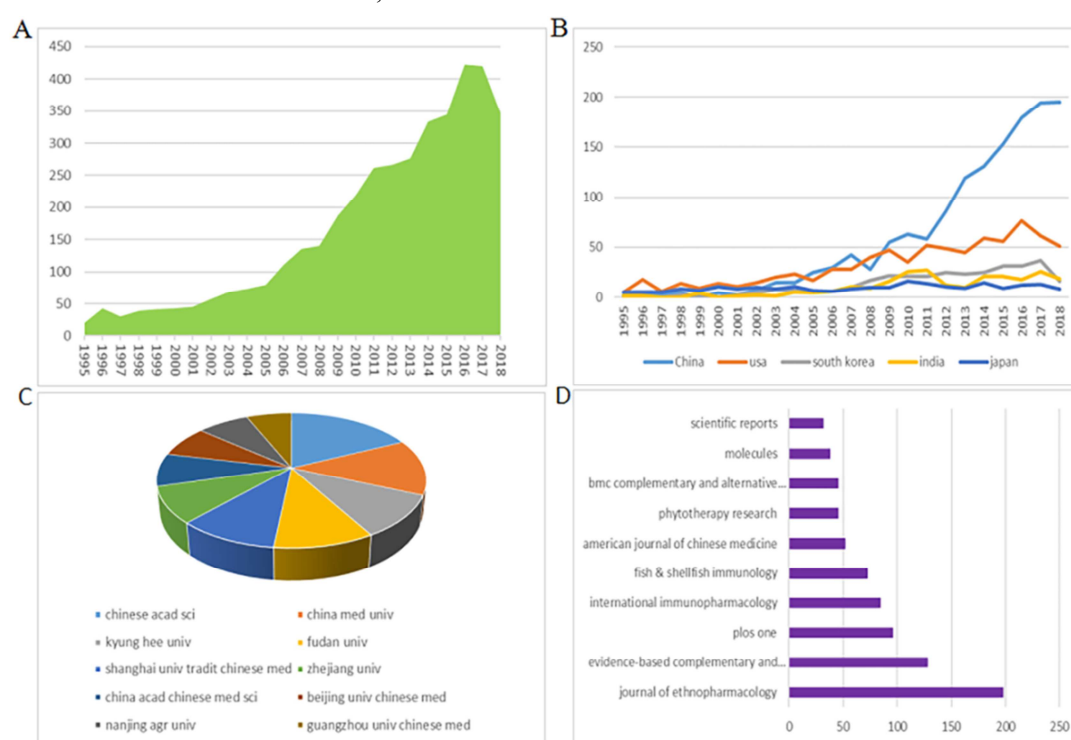 A
450
400
350
300
250
200
150
100
50
0
1995 1996 1997 1998 1999 2000 2001 2002 2003 2004 2005 2006 2007 2008 2009 2010 2011 2012 2013 2014 2015 2016 2017 2018
B
250
200
150
100
50
0
1995 1996 1997 1998 1999 2000 2001 2002 2003 2004 2005 2006 2007 2008 2009 2010 2011 2012 2013 2014 2015 2016 2017 2018
China usa south korea india japan
C
chinese acad sci china med univ
kyung hee univ fudan univ
shanghai univ tradit chinese med zhejiang univ
china acad chinese med sci beijing univ chinese med
nanjing agr univ guangzhou univ chinese med
D
scientific reports
molecules
bmc complementary and alternative...
phytotherapy research
american journal of chinese medicine
fish & shellfish immunology
international immunopharmacology
plos one
evidence-based complementary and...
journal of ethnopharmacology
0 50 100 150 200 250